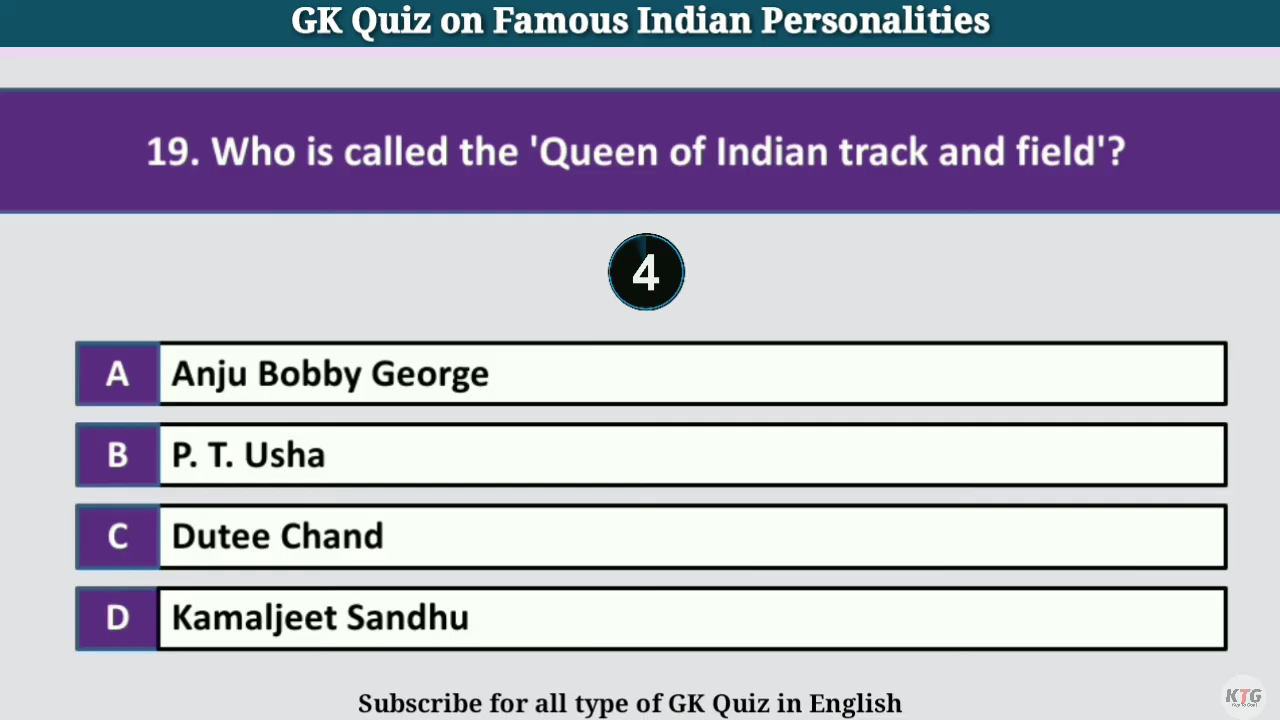 GK Quiz on Famous Indian Personalities
19. Who is called the 'Queen of Indian track and field'?
4
A Anju Bobby George
B P. T. Usha
C Dutee Chand
D Kamaljeet Sandhu
Subscribe for all type of GK Quiz in English
KTG